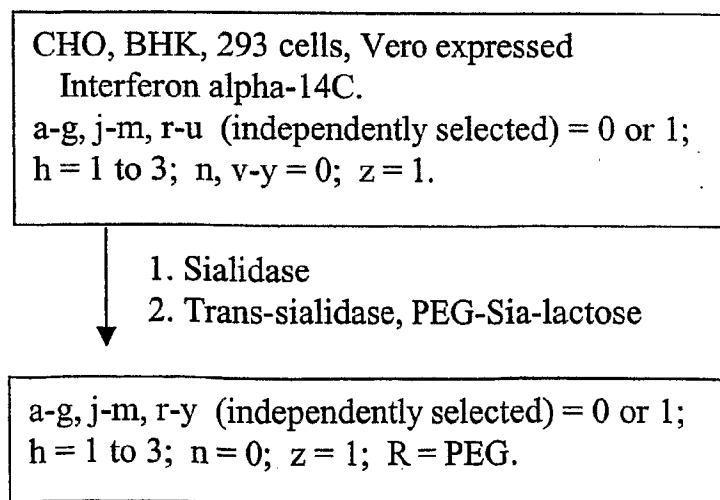 CHO, BHK, 293 cells, Vero expressed
Interferon alpha-14C.
a-g, j-m, r-u (independently selected) = 0 or 1;
h = 1 to 3; n, v-y = 0; z = 1.
1. Sialidase
2. Trans-sialidase, PEG-Sia-lactose
a-g, j-m, r-y (independently selected) = 0 or 1;
h = 1 to 3; n = 0; z = 1; R = PEG.